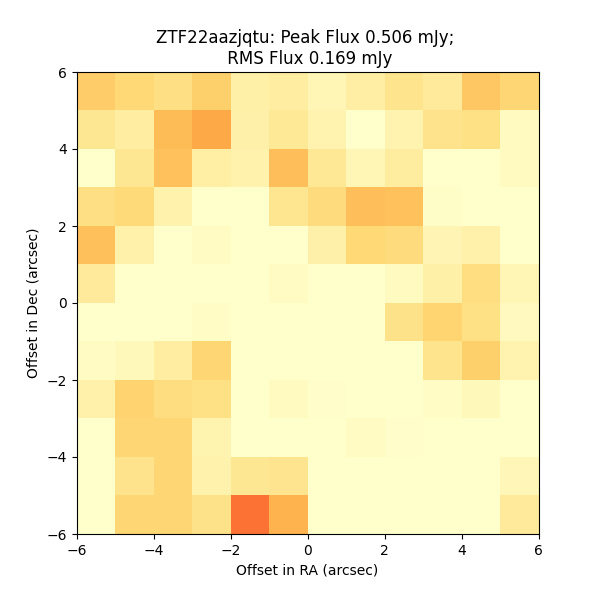 ZTF22aazjqtu: Peak Flux 0.506 mJy;
RMS Flux 0.169 mJy
6
4
2
0
−2
−4
−6
Offset in Dec (arcsec)
−6 −4 −2 0 2 4 6
Offset in RA (arcsec)